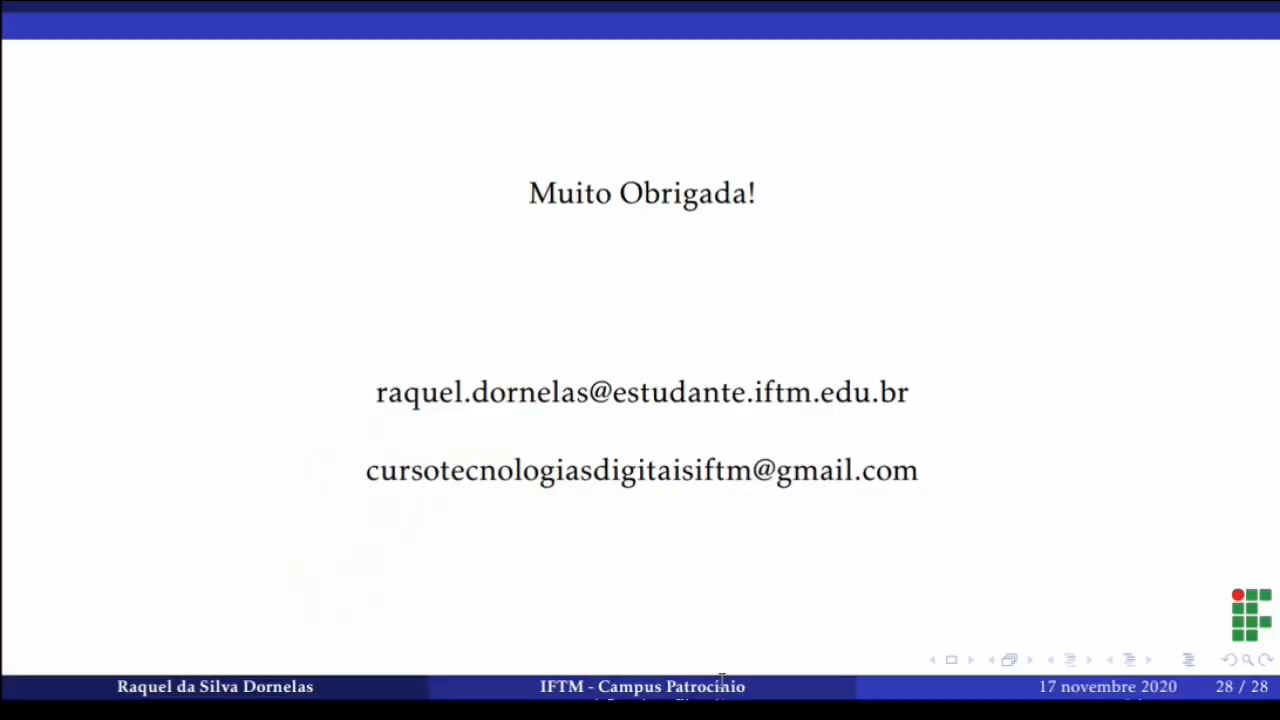 Muito Obrigada!
raquel.dornelas@estudante.iftm.edu.br
cursotecnologiasdigitaisiftm@gmail.com
Raquel da Silva Dornelas IFTM - Campus Patrocínio 17 novembre 2020 28 / 28